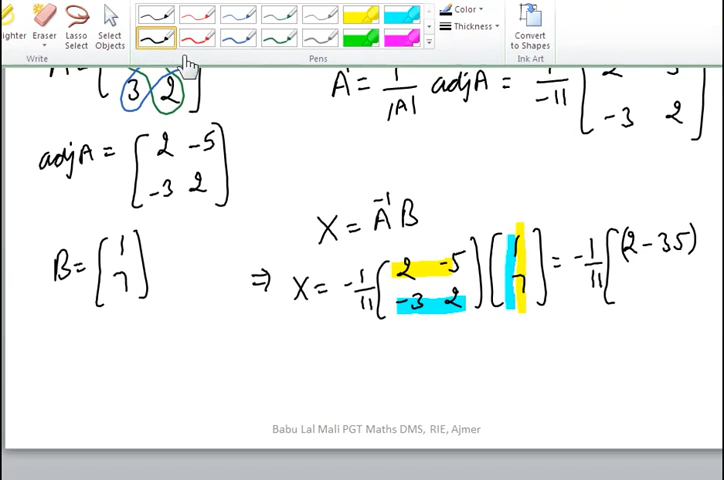 ighter Eraser Lasso Select Select Objects
Color
Thickness
Convert to Shapes
Write Pens Ink Art
3 2
A⁻¹ = 1/|A| adjA = 1/-11 [
-3 2 ]
adjA = [ 2 -5
-3 2 ]
X = A⁻¹ B
B = [ 1
7 ]
⇒ X = -1/11 [ 2 -5
-3 2 ] [ 1
7 ] = -1/11 [ (2 - 35)
Babu Lal Mali PGT Maths DMS, RIE, Ajmer